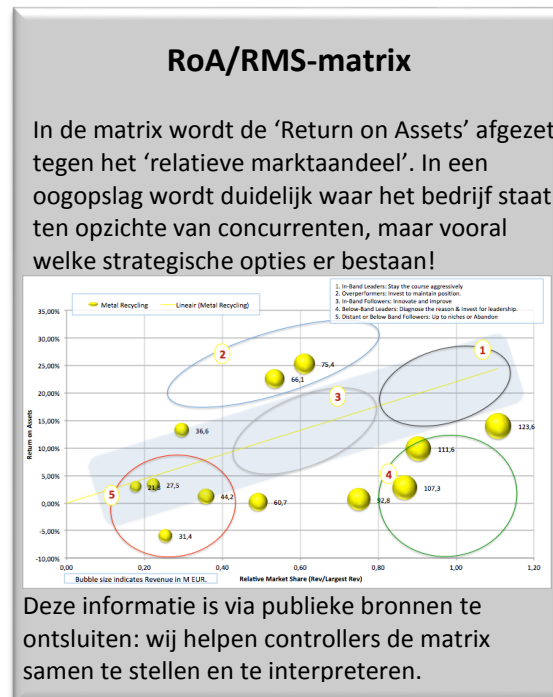 RoA/RMS-matrix
In de matrix wordt de ‘Return on Assets’ afgezet
tegen het ‘relatieve marktaandeel’. In een
oogopslag wordt duidelijk waar het bedrijf staat
ten opzichte van concurrenten, maar vooral
welke strategische opties er bestaan!
Metal Recycling
Lineair (Metal Recycling)
1. In-Band Leaders: Stay the course aggressively
2. Overperformers: Invest to maintain position.
3. In-Band Followers: Innovate and improve
4. Below-Band Leaders: Diagnose the reason & Invest for leadership.
5. Distant or Below Band Followers: Up to niches or Abandon
35,00%
30,00%
25,00%
20,00%
15,00%
10,00%
5,00%
0,00%
-5,00%
-10,00%
Return on Assets
1
2
75,4
66,1
3
36,6
123,6
111,6
4
5
27,5
44,2
60,7
92,8
107,3
31,4
0,00 0,20 0,40 0,60 0,80 1,00 1,20
Bubble size indicates Revenue in M EUR.
Relative Market Share (Rev/Largest Rev)
Deze informatie is via publieke bronnen te
ontsluiten: wij helpen controllers de matrix
samen te stellen en te interpreteren.